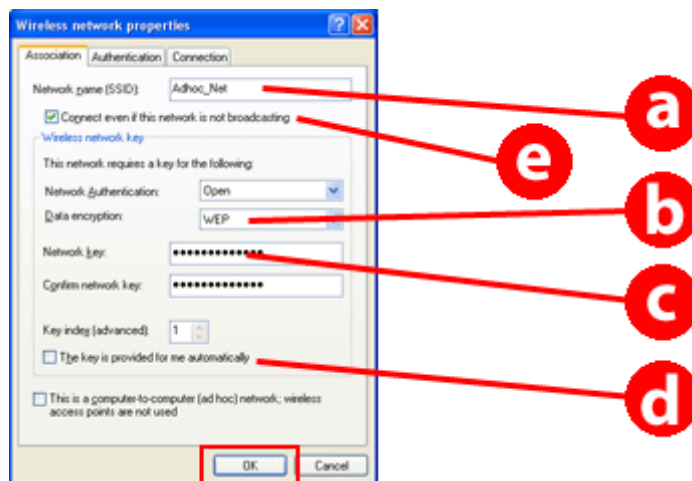 Wireless network properties
Association Authentication Connection
Network name (SSID): Adhoc_Net
Connect even if this network is not broadcasting
Wireless network key
This network requires a key for the following:
Network Authentication: Open
Data encryption: WEP
Network key: •••••••••••••
Confirm network key: •••••••••••••
Key index (advanced): 1
The key is provided for me automatically
This is a computer-to-computer (ad hoc) network; wireless
access points are not used
OK Cancel
a
e
b
c
d